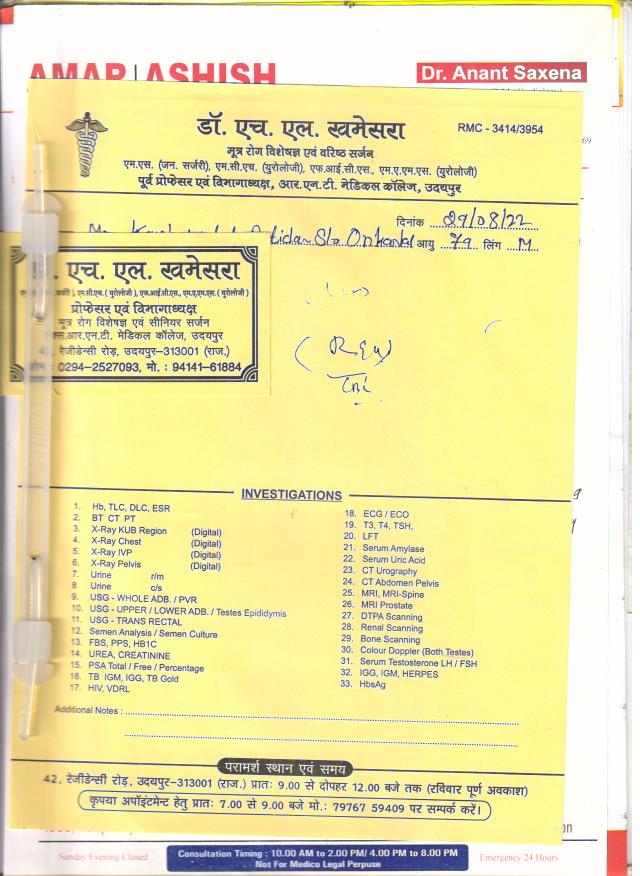 AMAR ASHISH
Dr. Anant Saxena
69
डॉ. एच. एल. खमेसरा
RMC - 3414/3954
मूत्र रोग विशेषज्ञ एवं वरिष्ठ सर्जन
एम.एस. (जन. सर्जरी), एम.सी.एच. (युरोलोजी), एफ.आई.सी.एस., एम.ए.एम.एस. (युरोलोजी)
पूर्व प्रोफेसर एवं विभागाध्यक्ष, आर.एन.टी. मेडिकल कॉलेज, उदयपुर
दिनांक 29/08/22
S/o Onkarlal आयु 79 लिंग M
एच. एल. खमेसरा
एम.सी.एच. (युरोलोजी), एफ.आई.सी.एस., एम.ए.एम.एस. (युरोलोजी)
प्रोफेसर एवं विभागाध्यक्ष
मूत्र रोग विशेषज्ञ एवं सीनियर सर्जन
आर.एन.टी. मेडिकल कॉलेज, उदयपुर
42, रेजीडेन्सी रोड़, उदयपुर-313001 (राज.)
फोन : 0294-2527093, मो. : 94141-61884
INVESTIGATIONS
1. Hb, TLC, DLC, ESR
2. BT CT PT
3. X-Ray KUB Region (Digital)
4. X-Ray Chest (Digital)
5. X-Ray IVP (Digital)
6. X-Ray Pelvis (Digital)
7. Urine r/m
8 Urine c/s
9. USG - WHOLE ADB. / PVR
10. USG - UPPER / LOWER ADB. / Testes Epididymis
11. USG - TRANS RECTAL
12. Semen Analysis / Semen Culture
13. FBS, PPS, HB1C
14. UREA, CREATININE
15. PSA Total / Free / Percentage
16. TB IGM, IGG, TB Gold
17. HIV, VDRL
18. ECG / ECO
19. T3, T4, TSH,
20. LFT
21. Serum Amylase
22. Serum Uric Acid
23. CT Urography
24. CT Abdomen Pelvis
25. MRI, MRI-Spine
26. MRI Prostate
27. DTPA Scanning
28. Renal Scanning
29. Bone Scanning
30. Colour Doppler (Both Testes)
31. Serum Testosterone LH / FSH
32. IGG, IGM, HERPES
33. HbsAg
Additional Notes :
परामर्श स्थान एवं समय
42, रेजीडेन्सी रोड़, उदयपुर-313001 (राज.) प्रातः 9.00 से दोपहर 12.00 बजे तक (रविवार पूर्ण अवकाश)
कृपया अपॉइंटमेन्ट हेतु प्रातः 7.00 से 9.00 बजे मो.: 79767 59409 पर सम्पर्क करें।
Sunday Evening Closed
Consultation Timing : 10.00 AM to 2.00 PM/ 4.00 PM to 8.00 PM
Not For Medico Legal Perpuse
Emergency 24 Hours